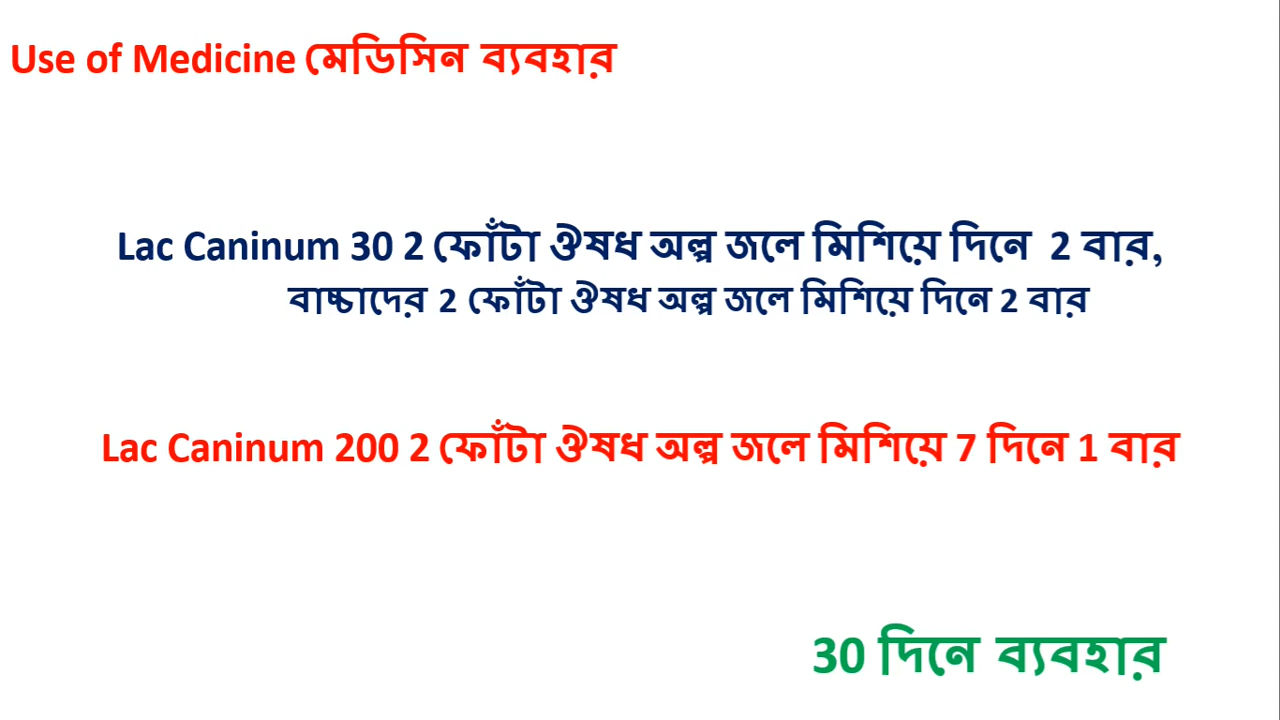 Use of Medicine মেডিসিন ব্যবহার
Lac Caninum 30 2 ফোঁটা ঔষধ অল্প জলে মিশিয়ে দিনে 2 বার,
বাচ্চাদের 2 ফোঁটা ঔষধ অল্প জলে মিশিয়ে দিনে 2 বার
Lac Caninum 200 2 ফোঁটা ঔষধ অল্প জলে মিশিয়ে 7 দিনে 1 বার
30 দিনে ব্যবহার